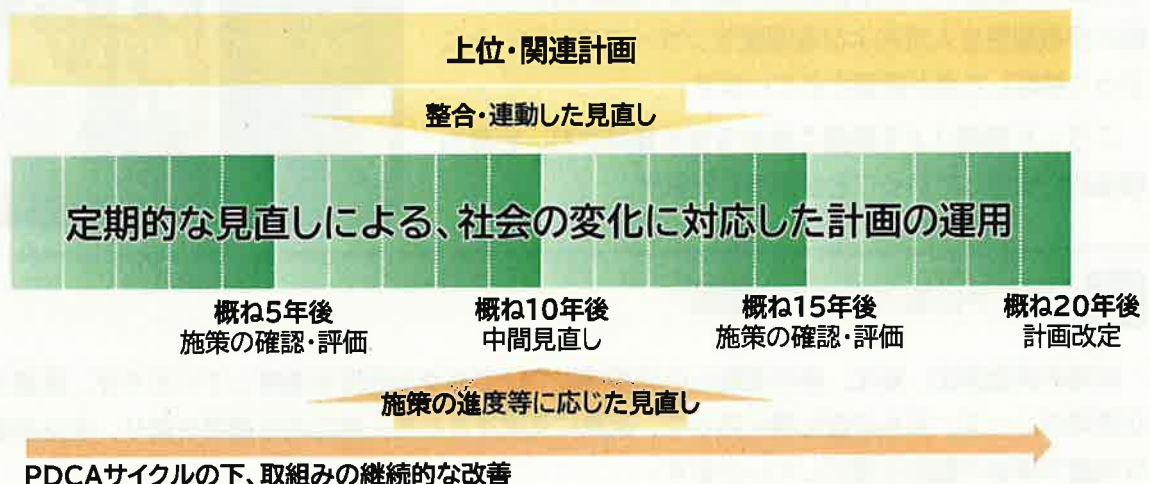 上位・関連計画
整合・連動した見直し
定期的な見直しによる、社会の変化に対応した計画の運用
概ね5年後
施策の確認・評価
概ね10年後
中間見直し
概ね15年後
施策の確認・評価
概ね20年後
計画改定
施策の進度等に応じた見直し
PDCAサイクルの下、取組みの継続的な改善